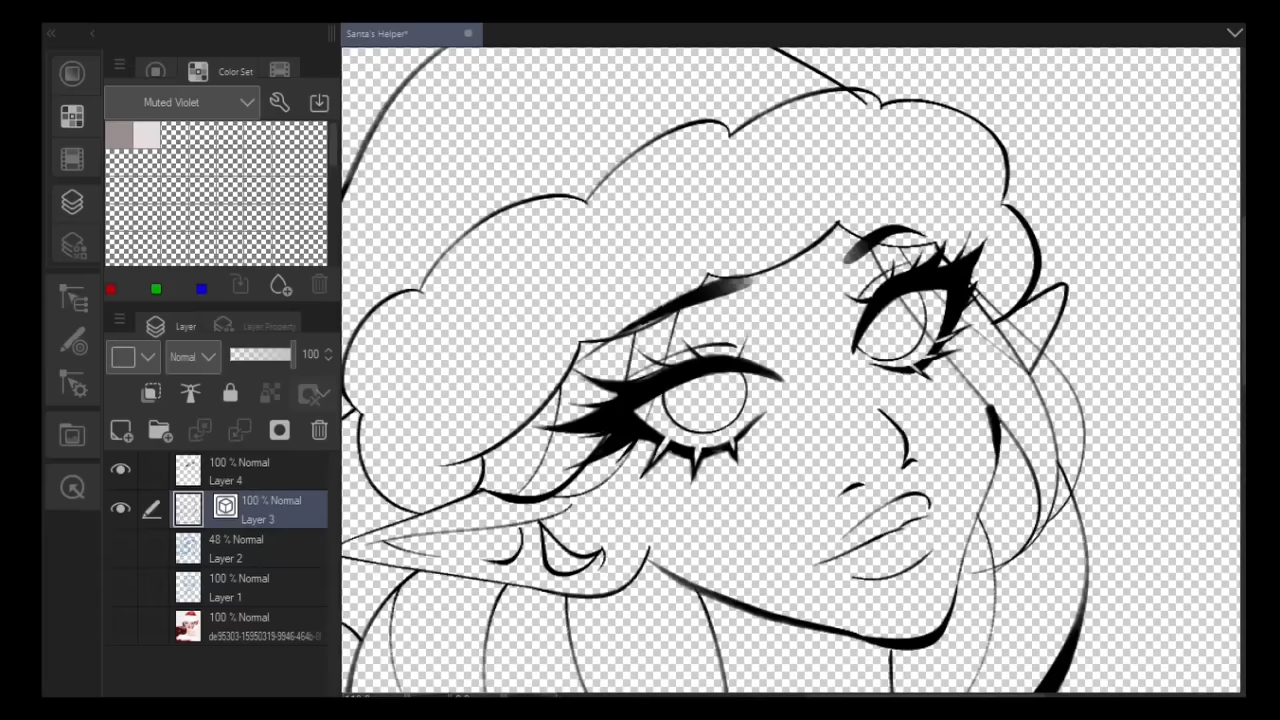 Santa's Helper*
Color Set
Muted Violet
Layer
Layer Property
Normal
100
100 % Normal
Layer 4
100 % Normal
Layer 3
48 % Normal
Layer 2
100 % Normal
Layer 1
100 % Normal
de95303-15950319-9946-464b-8